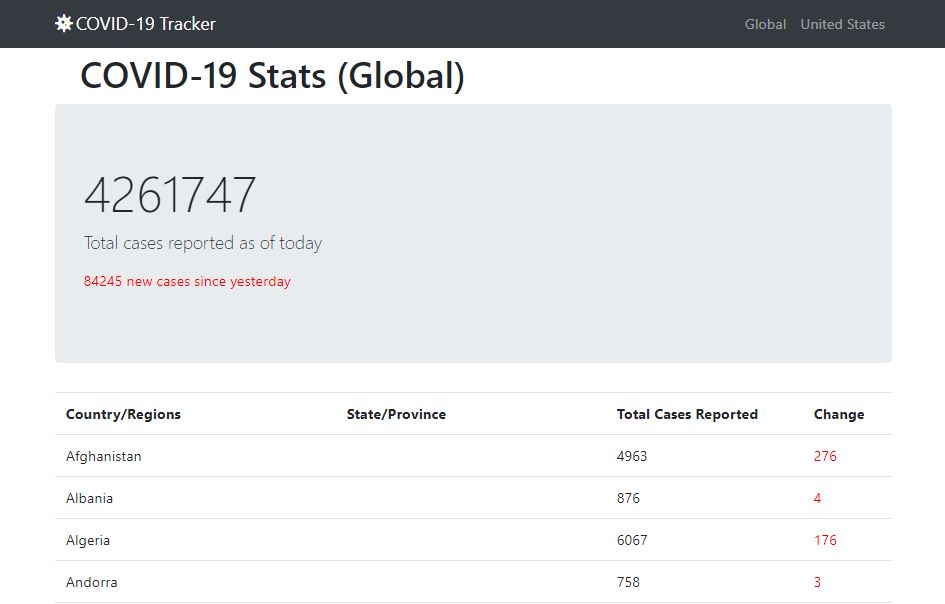 COVID-19 Tracker Global United States
COVID-19 Stats (Global)
4261747
Total cases reported as of today
84245 new cases since yesterday
Country/Regions State/Province Total Cases Reported Change
Afghanistan 4963 276
Albania 876 4
Algeria 6067 176
Andorra 758 3